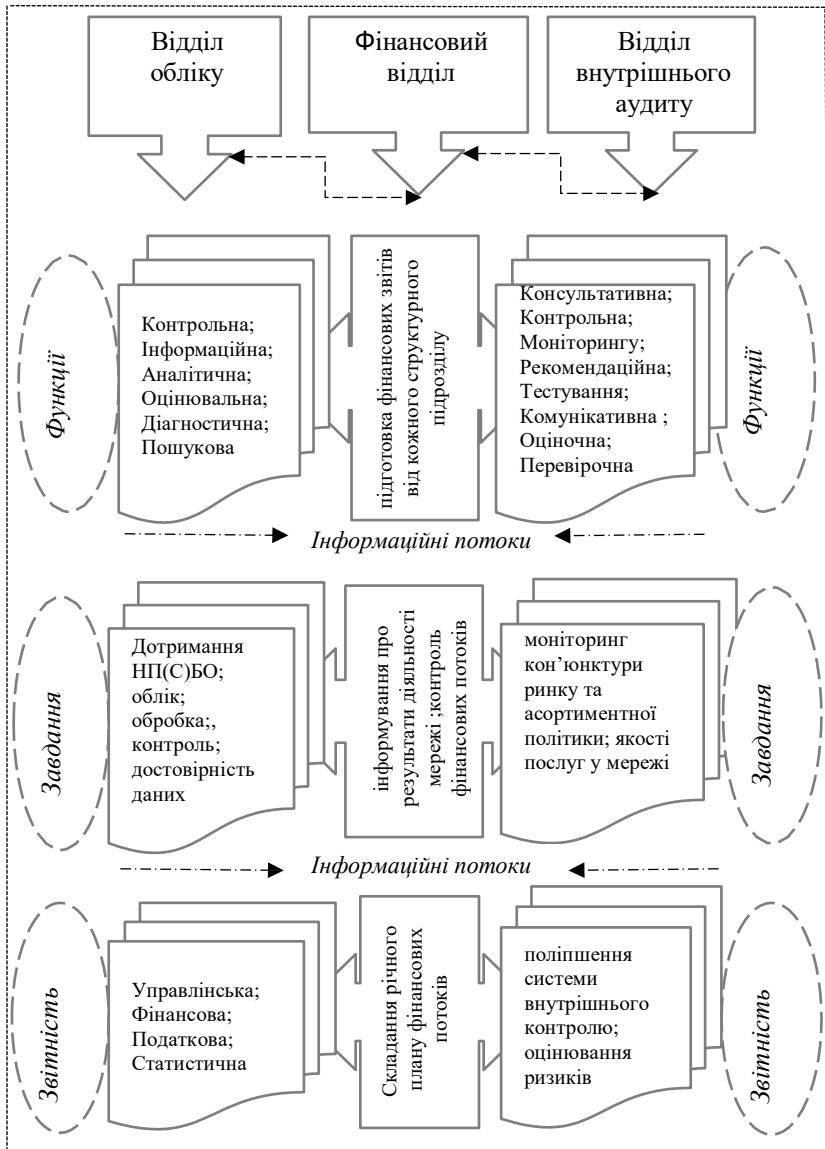 Відділ
обліку
Фінансовий
відділ
Відділ
внутрішнього
аудиту
Функції
Контрольна;
Інформаційна;
Аналітична;
Оцінювальна;
Діагностична;
Пошукова
підготовка фінансових звітів
від кожного структурного
підрозділу
Консультативна;
Контрольна;
Моніторингу;
Рекомендаційна;
Тестування;
Комунікативна ;
Оціночна;
Перевірочна
Функції
Інформаційні потоки
Завдання
Дотримання
НП(С)БО;
облік;
обробка;,
контроль;
достовірність
даних
інформування про
результати діяльності
мережі ;контроль
фінансових потоків
моніторинг
кон’юнктури
ринку та
асортиментної
політики; якості
послуг у мережі
Завдання
Інформаційні потоки
Звітність
Управлінська;
Фінансова;
Податкова;
Статистична
Складання річного
плану фінансових
потоків
поліпшення
системи
внутрішнього
контролю;
оцінювання
ризиків
Звітність